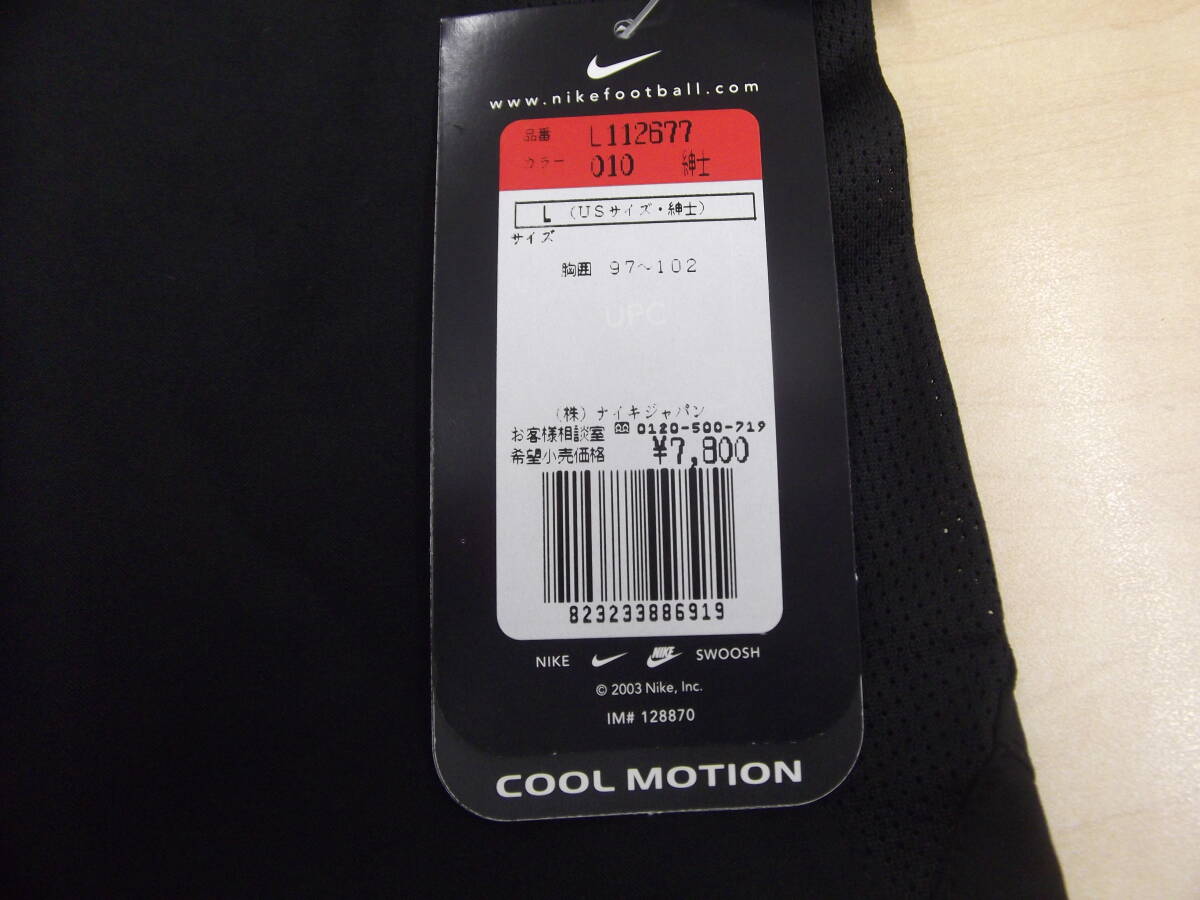 www.nikefootball.com
品番 L112677
カラー 010 紳士
L (USサイズ・紳士)
サイズ
胸囲 97~102
UPC
(株)ナイキジャパン
お客様相談室 0120-500-719
希望小売価格 ¥7,800
823233886919
NIKE NIKE SWOOSH
© 2003 Nike, Inc.
IM# 128870
COOL MOTION